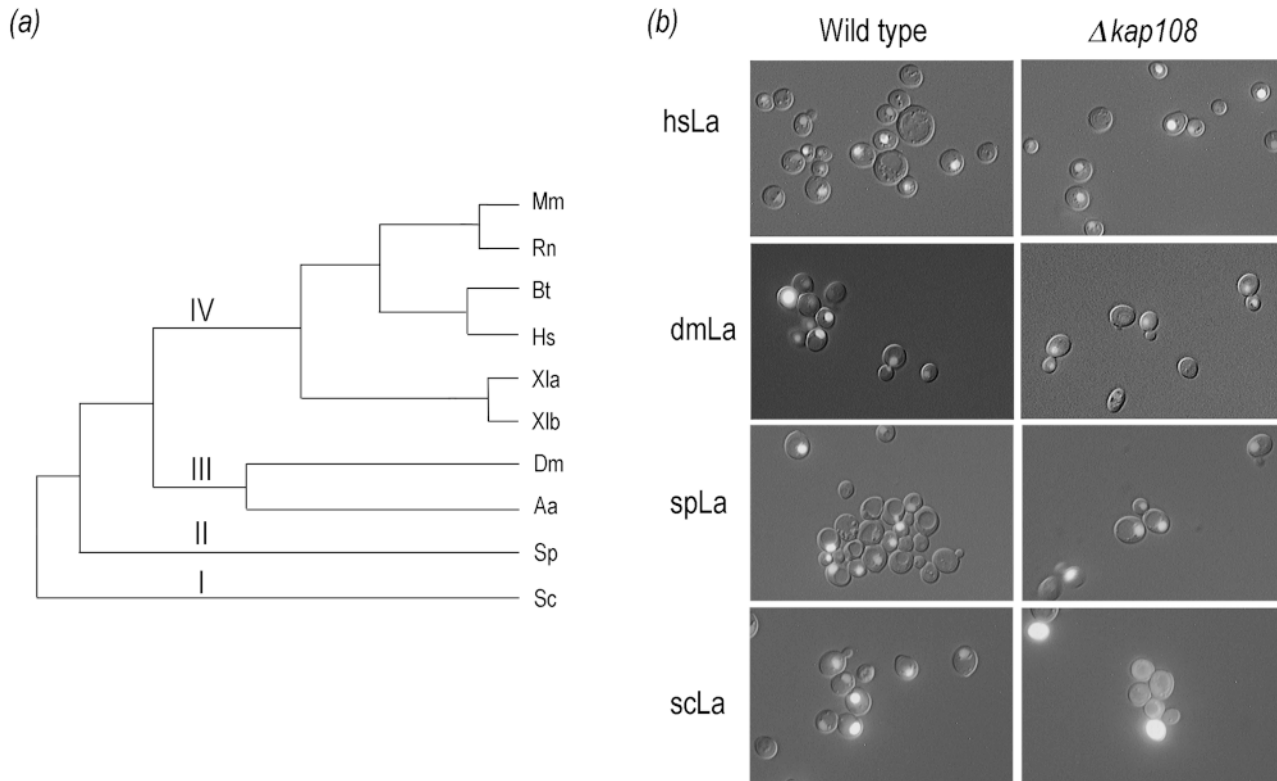 (a)
Mm
Rn
Bt
Hs
Xla
Xlb
Dm
Aa
Sp
Sc
IV
III
II
I
(b)
Wild type
Δkap108
hsLa
dmLa
spLa
scLa